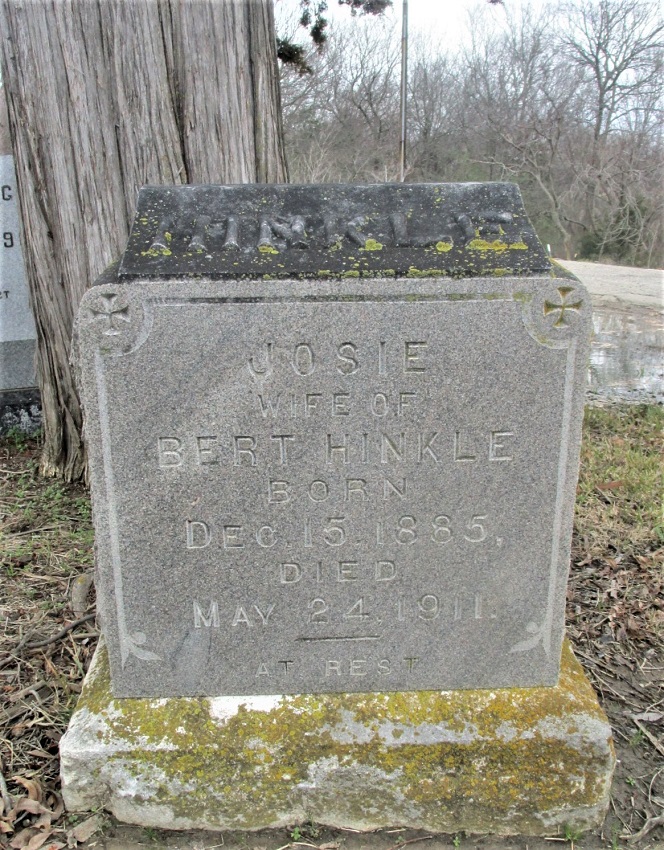 HINKLE
JOSIE
WIFE OF
BERT HINKLE
BORN
DEC. 15. 1885.
DIED
MAY 24, 1911.
AT REST